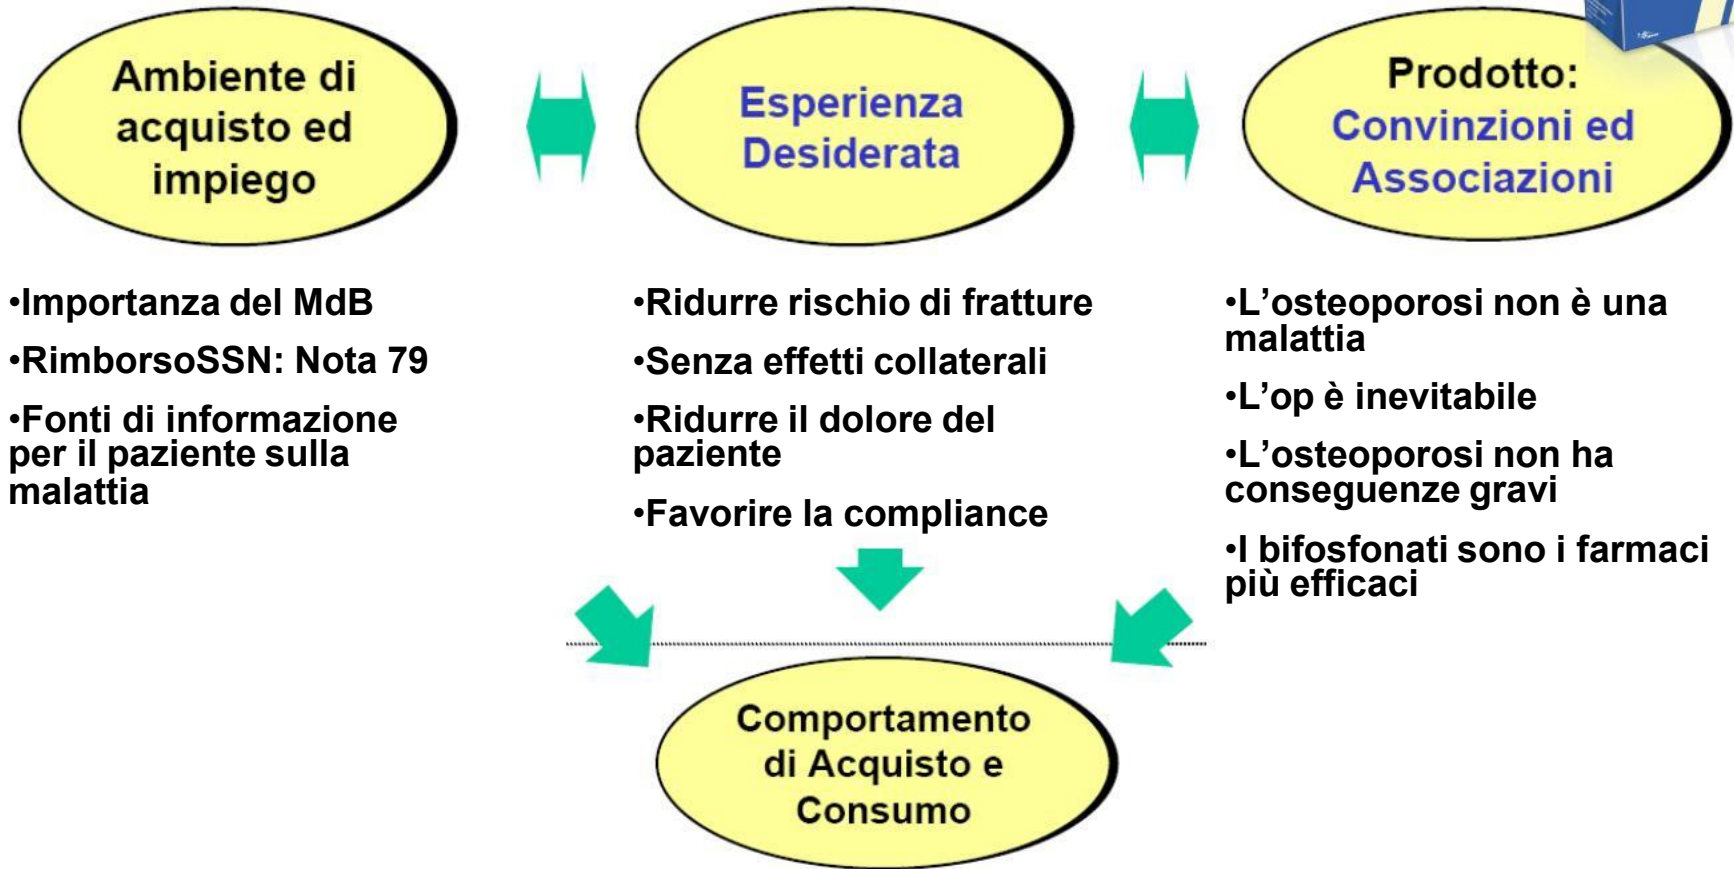 Ambiente di
acquisto ed
impiego
Esperienza
Desiderata
Prodotto:
Convinzioni ed
Associazioni
•Importanza del MdB
•RimborsoSSN: Nota 79
•Fonti di informazione
per il paziente sulla
malattia
•Ridurre rischio di fratture
•Senza effetti collaterali
•Ridurre il dolore del
paziente
•Favorire la compliance
•L’osteoporosi non è una
malattia
•L’op è inevitabile
•L’osteoporosi non ha
conseguenze gravi
•I bifosfonati sono i farmaci
più efficaci
Comportamento
di Acquisto e
Consumo